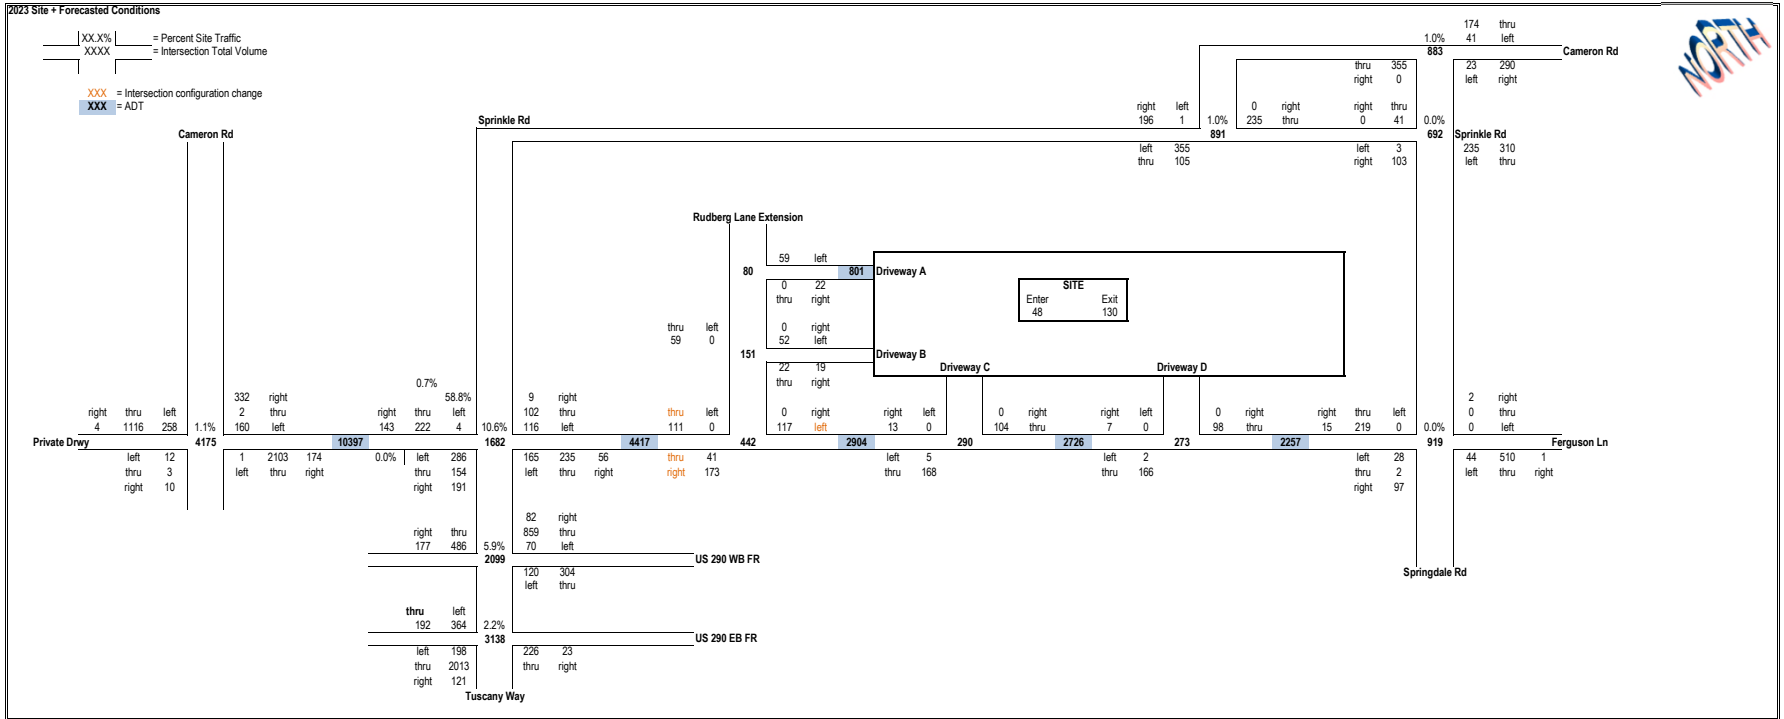 2023 Site + Forecasted Conditions
174 thru
XX.X% = Percent Site Traffic
1.0% 41 left
XXXX = Intersection Total Volume
883 Cameron Rd
NORTH
thru 355 23 290
right 0 left right
XXX = Intersection configuration change
XXX = ADT
right left 0 right right thru
196 1 1.0% 235 thru 0 41 0.0%
Sprinkle Rd
Cameron Rd
891
692 Sprinkle Rd
left 355 left 3 235 310
thru 105 right 103 left thru
Rudberg Lane Extension
59 left
80 801 Driveway A
0 22
thru right
SITE
Enter Exit
48 130
thru left 0 right
59 0 52 left
151 Driveway B
22 19
thru right
Driveway C Driveway D
0.7%
332 right 58.8% 9 right 2 right
right thru left 2 thru right thru left 102 thru thru left 0 right right left 0 right right left 0 right right thru left 0 thru
4 1116 258 1.1% 160 left 143 222 4 10.6% 116 left 111 0 117 left 13 0 104 thru 7 0 98 thru 15 219 0 0.0% 0 left
Private Drwy 4175 10397 1682 4417 442 2904 290 2726 273 2257 919 Ferguson Ln
left 12 1 2103 174 0.0% left 286 165 235 56 thru 41 left 5 left 2 left 28 44 510 1
thru 3 left thru right thru 154 left thru right right 173 thru 168 thru 166 thru 2 left thru right
right 10 right 191 right 97
82 right
right thru 859 thru
177 486 5.9% 70 left
2099 US 290 WB FR
120 304
left thru
Springdale Rd
thru left
192 364 2.2%
3138 US 290 EB FR
left 198 226 23
thru 2013 thru right
right 121
Tuscany Way